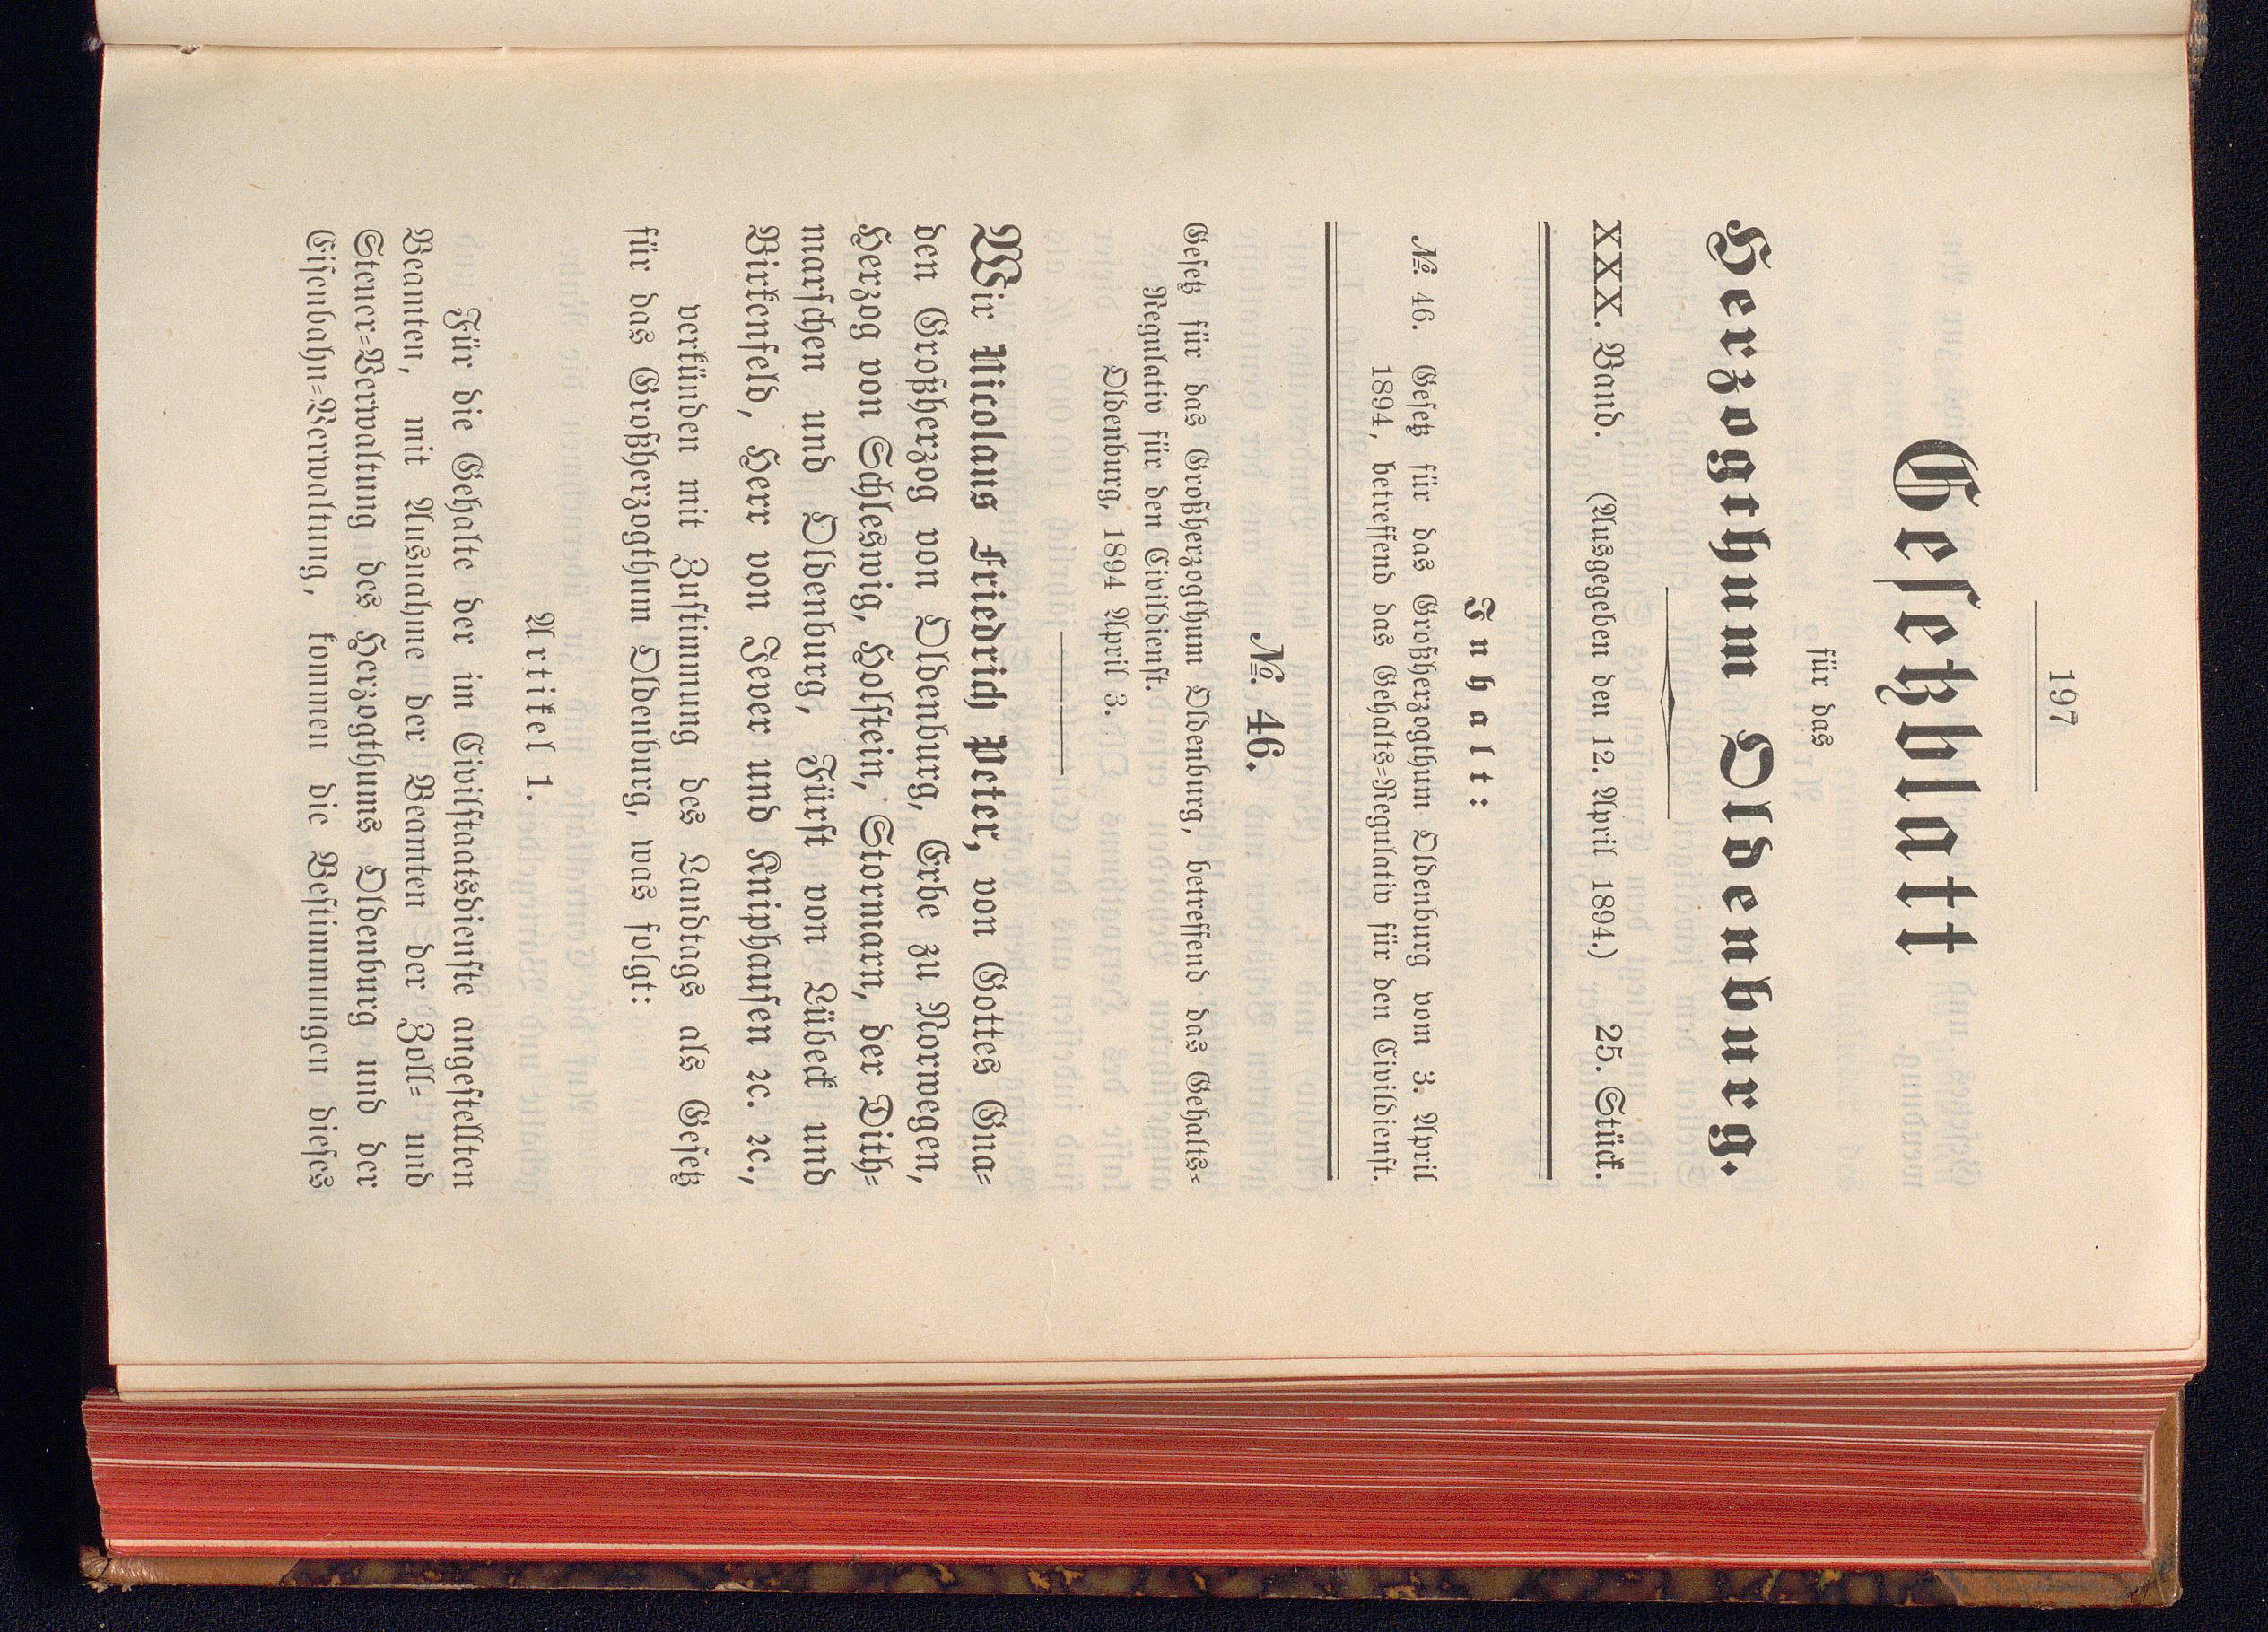 197
Gesetzblatt
für das
Herzogthum Oldenburg.
XXX. Band. (Ausgegeben den 12. April 1894.) 25. Stück.
Inhalt:
№. 46. Gesetz für das Großherzogthum Oldenburg vom 3. April
1894, betreffend das Gehalts=Regulativ für den Civildienst.
№. 46.
Gesetz für das Großherzogthum Oldenburg, betreffend das Gehalts=
Regulativ für den Civildienst.
Oldenburg, 1894 April 3.
Wir Nicolaus Friedrich Peter, von Gottes Gna=
den Großherzog von Oldenburg, Erbe zu Norwegen,
Herzog von Schleswig, Holstein, Stormarn, der Dith=
marschen und Oldenburg, Fürst von Lübeck und
Birkenfeld, Herr von Jever und Kniphausen ꝛc. ꝛc.,
verkünden mit Zustimmung des Landtags als Gesetz
für das Großherzogthum Oldenburg, was folgt:
Artikel 1.
Für die Gehalte der im Civilstaatsdienste angestellten
Beamten, mit Ausnahme der Beamten der Zoll= und
Steuer=Verwaltung des Herzogthums Oldenburg und der
Eisenbahn=Verwaltung, kommen die Bestimmungen dieses